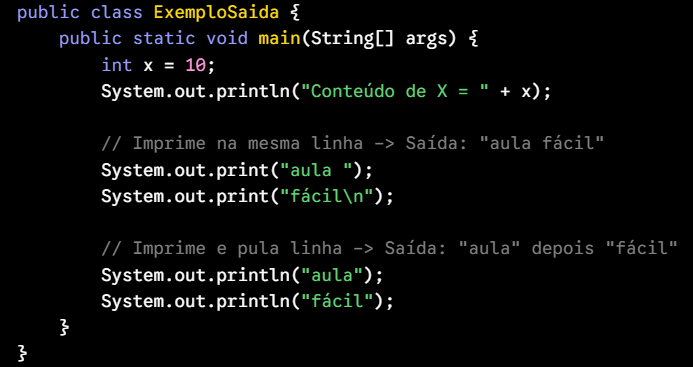 public class ExemploSaida {
    public static void main(String[] args) {
        int x = 10;
        System.out.println("Conteúdo de X = " + x);

        // Imprime na mesma linha -> Saída: "aula fácil"
        System.out.print("aula ");
        System.out.print("fácil\n");

        // Imprime e pula linha -> Saída: "aula" depois "fácil"
        System.out.println("aula");
        System.out.println("fácil");
    }
}